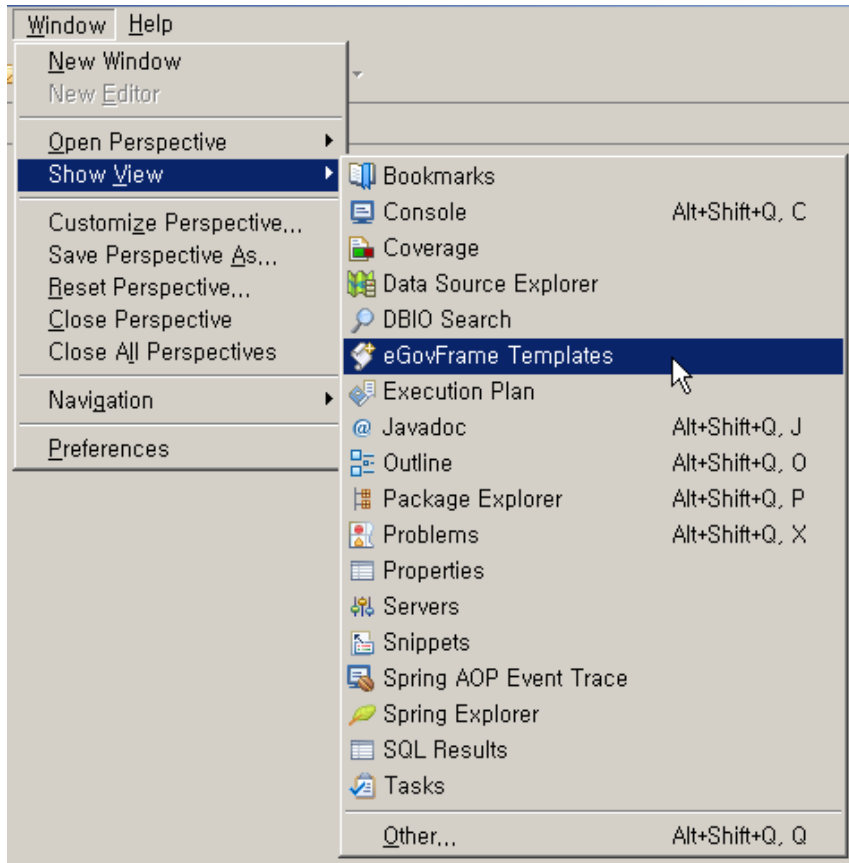 Window Help
New Window
New Editor
Open Perspective
Show View
Customize Perspective...
Save Perspective As...
Reset Perspective...
Close Perspective
Close All Perspectives
Navigation
Preferences
Bookmarks
Console Alt+Shift+Q, C
Coverage
Data Source Explorer
DBIO Search
eGovFrame Templates
Execution Plan
Javadoc Alt+Shift+Q, J
Outline Alt+Shift+Q, O
Package Explorer Alt+Shift+Q, P
Problems Alt+Shift+Q, X
Properties
Servers
Snippets
Spring AOP Event Trace
Spring Explorer
SQL Results
Tasks
Other... Alt+Shift+Q, Q